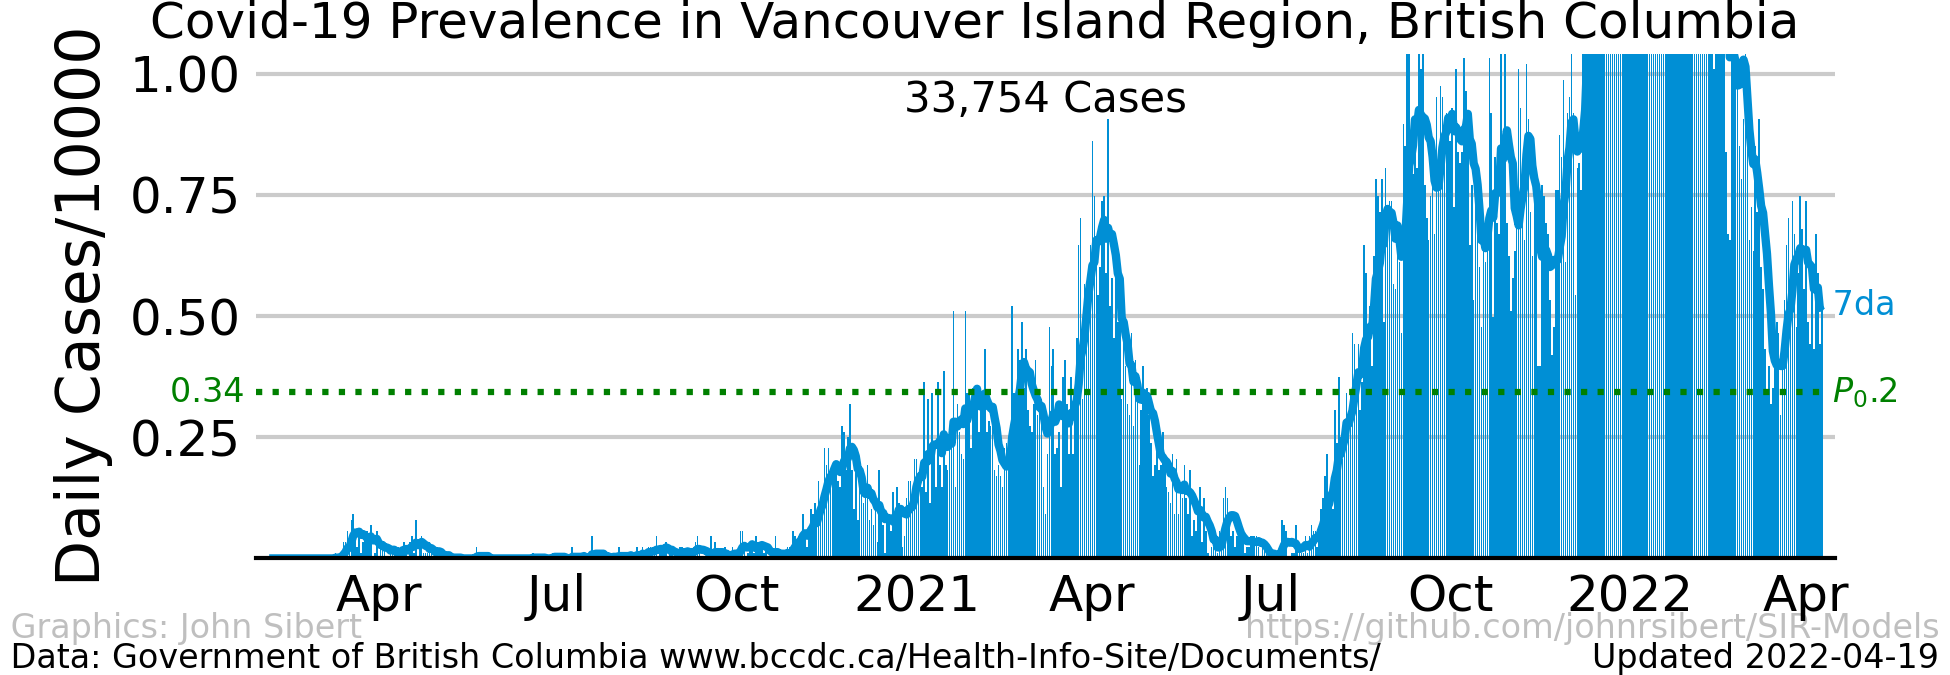 Covid-19 Prevalence in Vancouver Island Region, British Columbia
Daily Cases/10000
1.00
33,754 Cases
0.75
0.50
7da
0.34
P₀.2
0.25
Apr Jul Oct 2021 Apr Jul Oct 2022 Apr
Graphics: John Sibert https://github.com/johnrsibert/SIR-Models
Data: Government of British Columbia www.bccdc.ca/Health-Info-Site/Documents/ Updated 2022-04-19